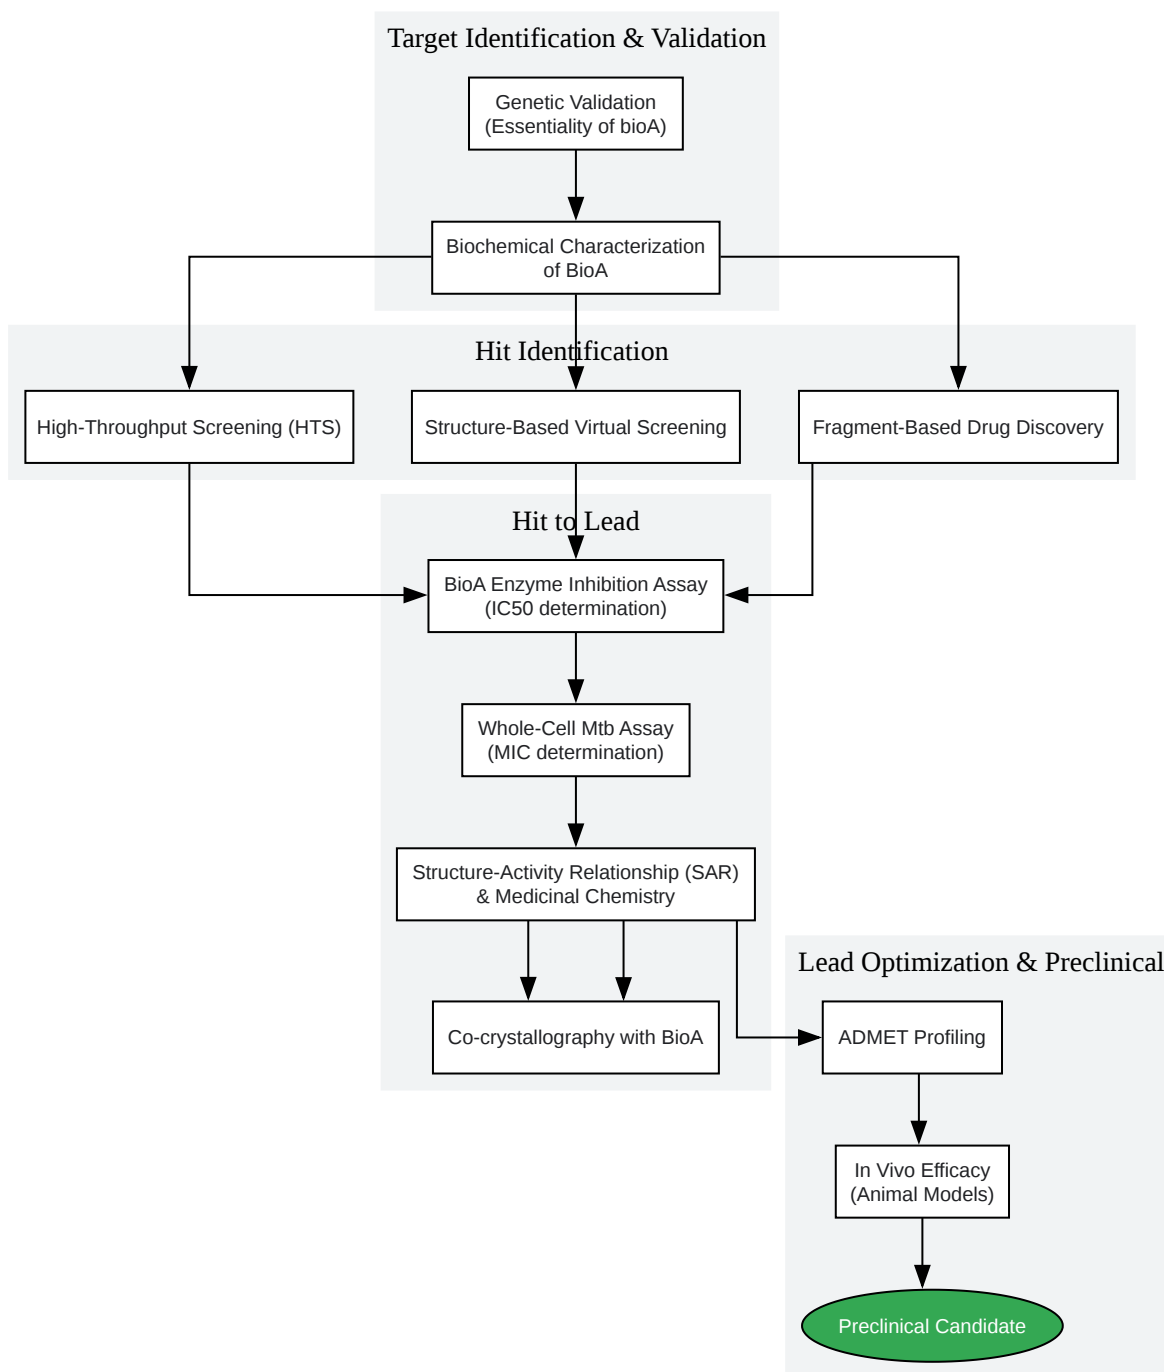 Target Identification & Validation
Genetic Validation
(Essentiality of bioA)
Biochemical Characterization
of BioA
Hit Identification
High-Throughput Screening (HTS)
Structure-Based Virtual Screening
Fragment-Based Drug Discovery
Hit to Lead
BioA Enzyme Inhibition Assay
(IC50 determination)
Whole-Cell Mtb Assay
(MIC determination)
Structure-Activity Relationship (SAR)
& Medicinal Chemistry
Co-crystallography with BioA
Lead Optimization & Preclinical
ADMET Profiling
In Vivo Efficacy
(Animal Models)
Preclinical Candidate